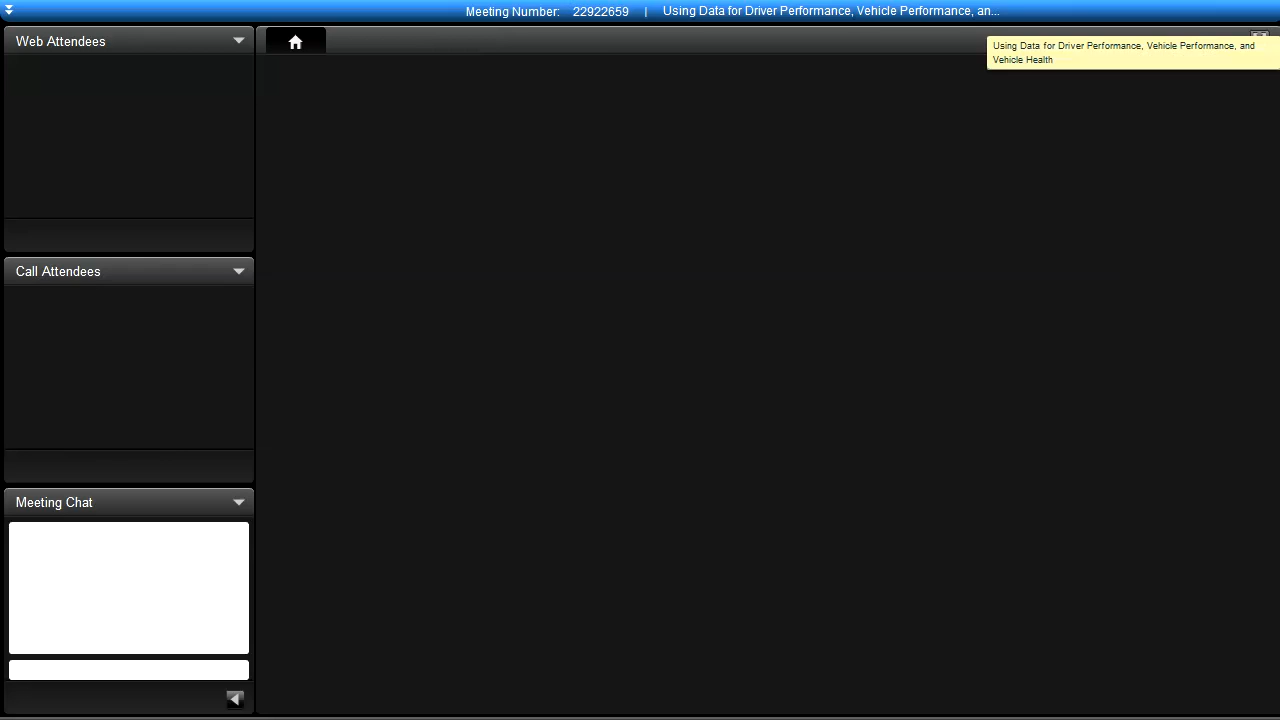 Meeting Number: 22922659 | Using Data for Driver Performance, Vehicle Performance, an...
Web Attendees
Using Data for Driver Performance, Vehicle Performance, and
Vehicle Health
Call Attendees
Meeting Chat